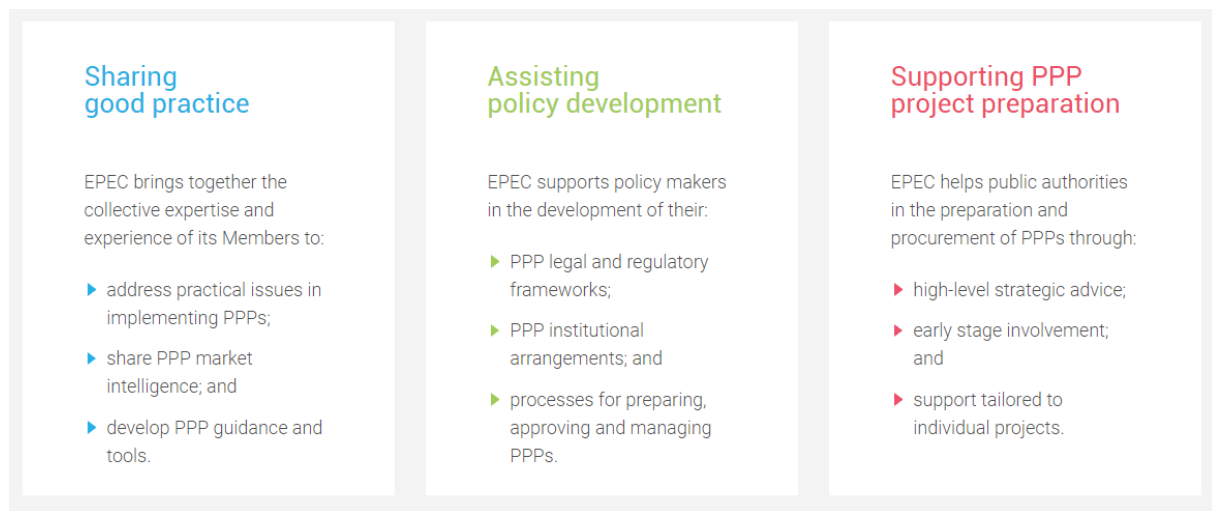 Sharing
good practice
EPEC brings together the
collective expertise and
experience of its Members to:
address practical issues in
implementing PPPs;
share PPP market
intelligence; and
develop PPP guidance and
tools.
Assisting
policy development
EPEC supports policy makers
in the development of their:
PPP legal and regulatory
frameworks;
PPP institutional
arrangements; and
processes for preparing,
approving and managing
PPPs.
Supporting PPP
project preparation
EPEC helps public authorities
in the preparation and
procurement of PPPs through:
high-level strategic advice;
early stage involvement;
and
support tailored to
individual projects.